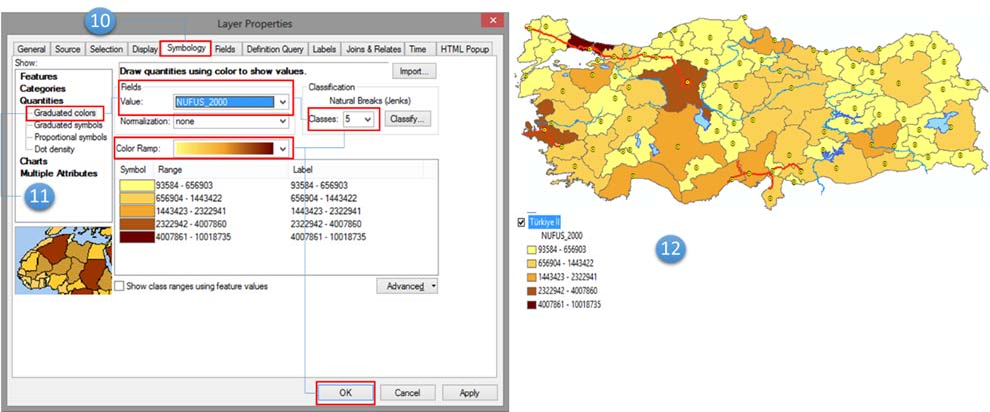 10
Layer Properties
General Source Selection Display Symbology Fields Definition Query Labels Joins & Relates Time HTML Popup
Show:
Features
Categories
Quantities
Graduated colors
Graduated symbols
Proportional symbols
Dot density
Charts
Multiple Attributes
11
Draw quantities using color to show values.
Import...
Fields
Value: NUFUS_2000
Normalization: none
Classification
Natural Breaks (Jenks)
Classes: 5 Classify...
Color Ramp:
Symbol Range Label
93584 - 656903 93584 - 656903
656904 - 1443422 656904 - 1443422
1443423 - 2322941 1443423 - 2322941
2322942 - 4007860 2322942 - 4007860
4007861 - 10018735 4007861 - 10018735
Show class ranges using feature values
Advanced
OK Cancel Apply
Türkiye İl
NUFUS_2000
93584 - 656903
656904 - 1443422
1443423 - 2322941
2322942 - 4007860
4007861 - 10018735
12